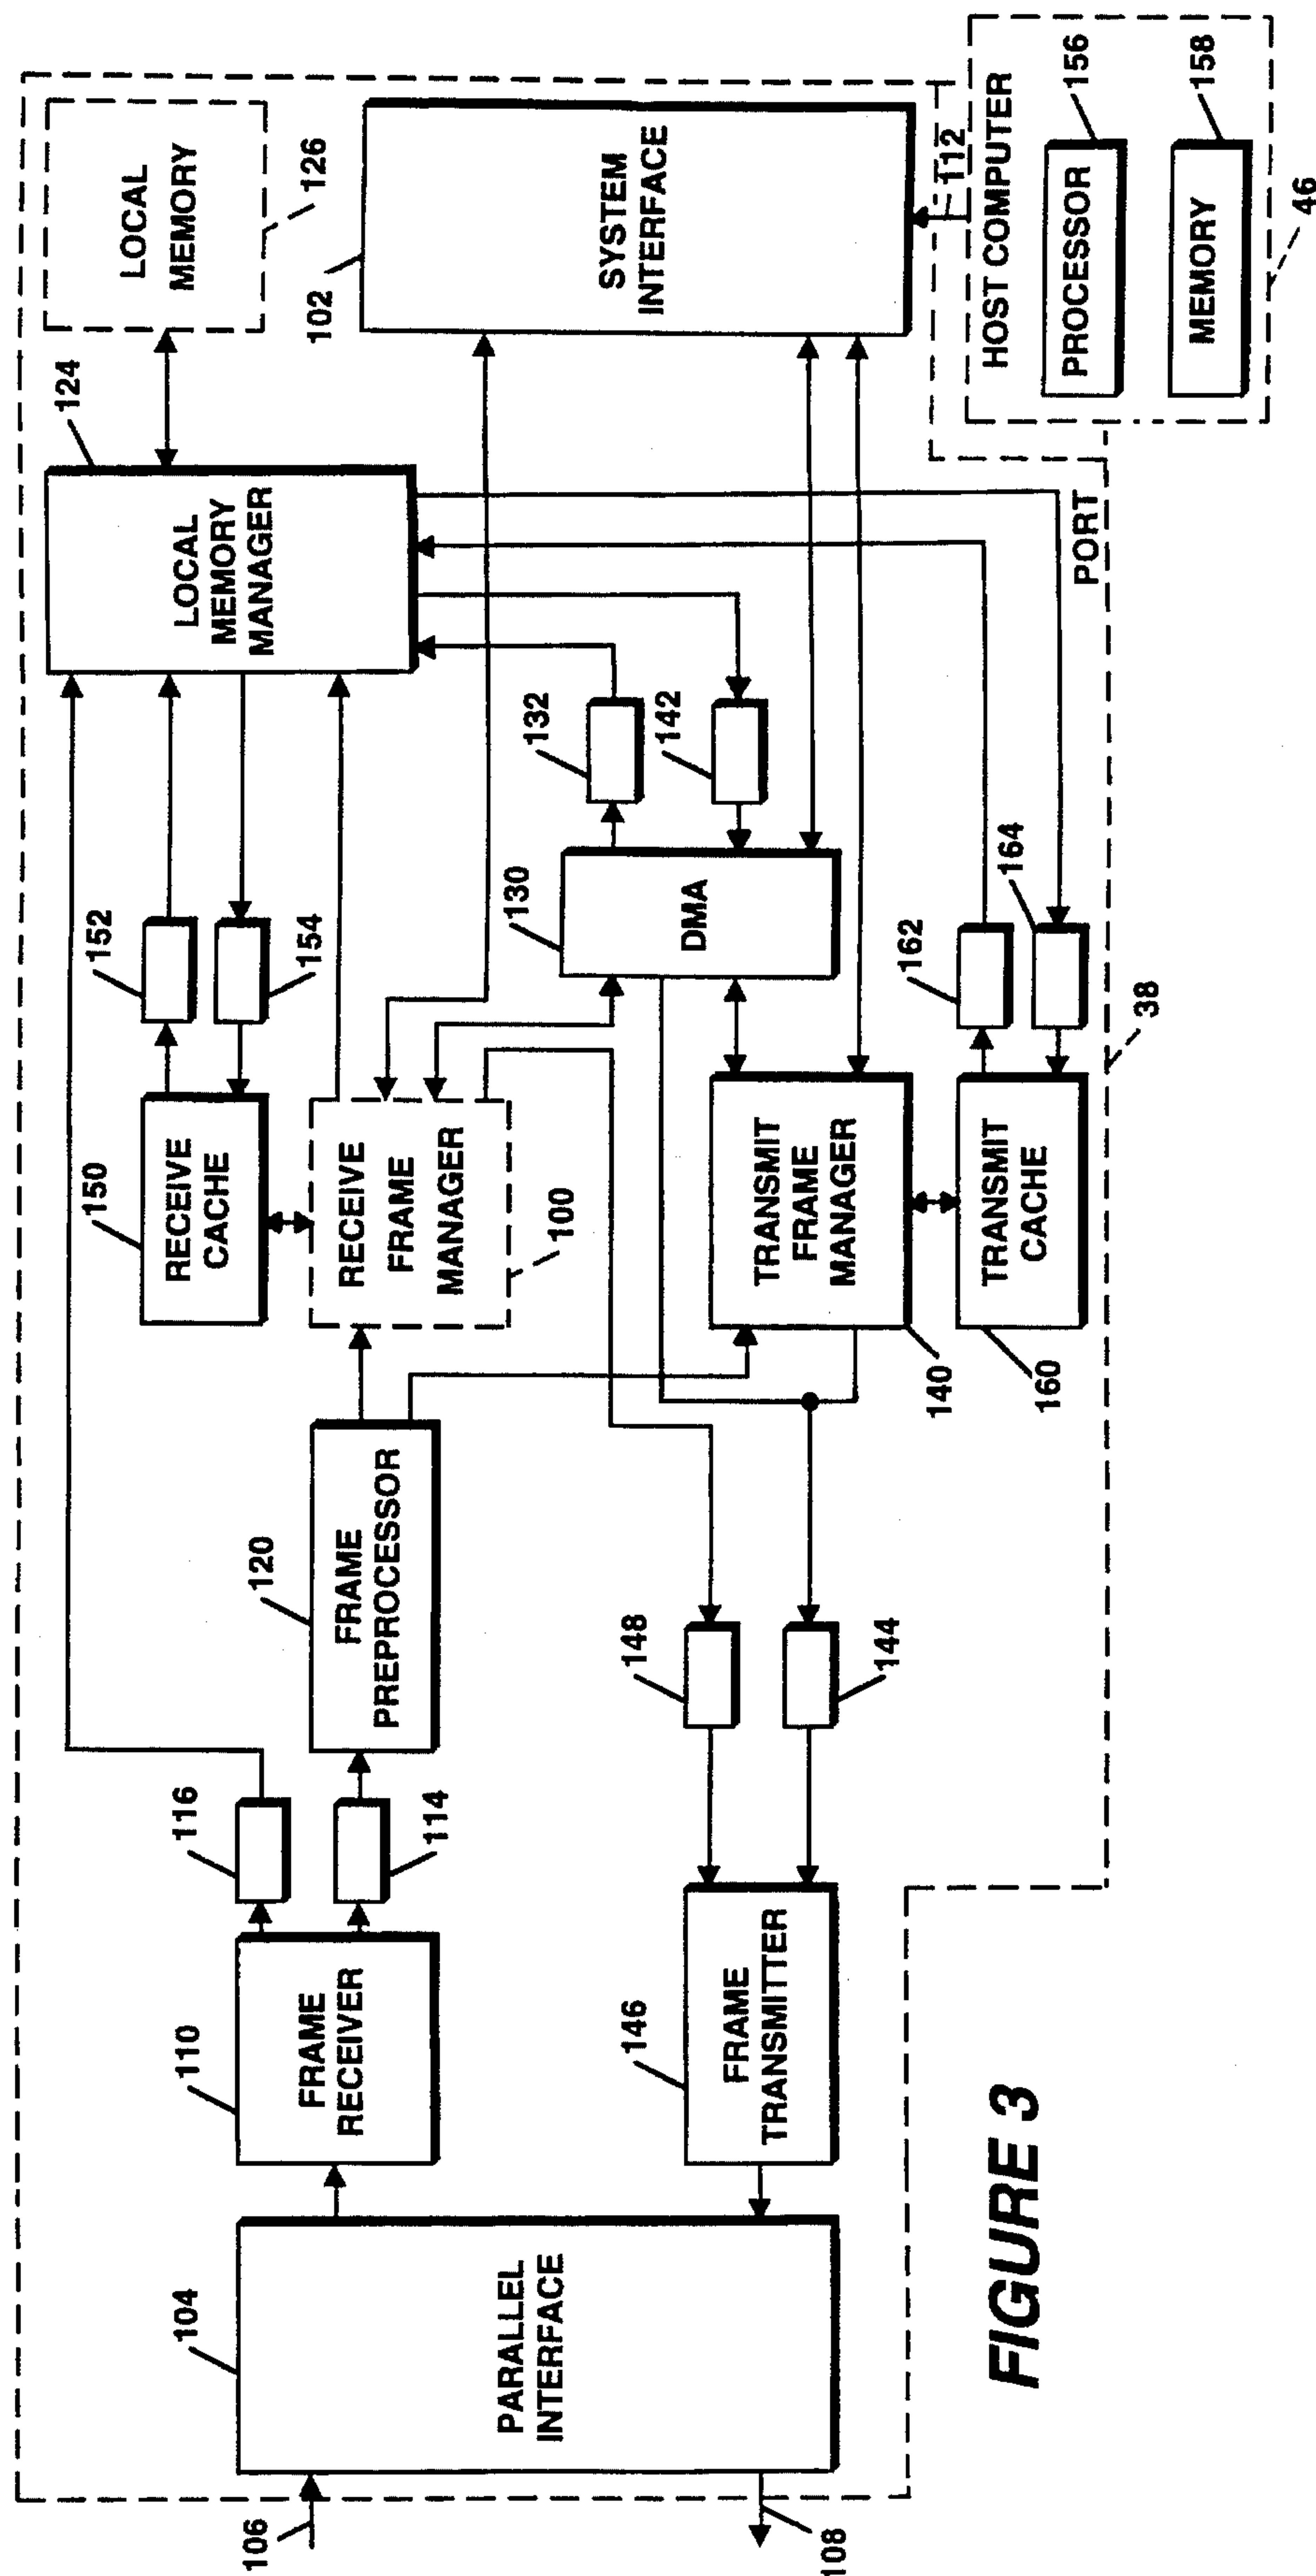 106
108
104
PARALLEL
INTERFACE
110
FRAME
RECEIVER
116
114
146
FRAME
TRANSMITTER
148
144
120
FRAME
PREPROCESSOR
150
RECEIVE
CACHE
152
154
RECEIVE
FRAME
MANAGER
100
TRANSMIT
FRAME
MANAGER
140
TRANSMIT
CACHE
160
162
164
130
DMA
132
142
124
LOCAL
MEMORY
MANAGER
LOCAL
MEMORY
126
102
SYSTEM
INTERFACE
112
PORT
38
HOST COMPUTER
PROCESSOR
156
MEMORY
158
46
FIGURE 3